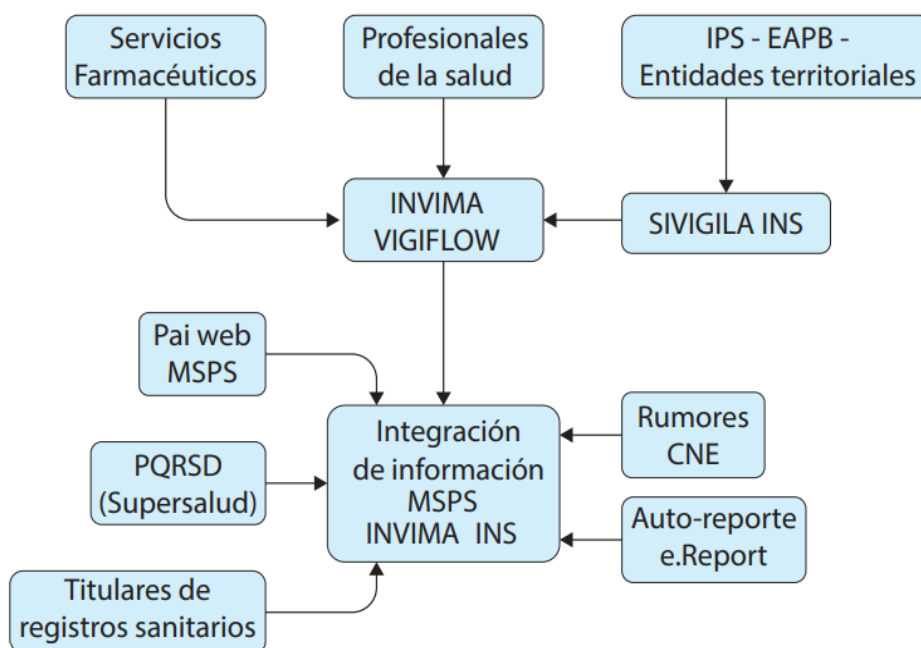 Servicios
Farmacéuticos
Profesionales
de la salud
IPS - EAPB -
Entidades territoriales
INVIMA
VIGIFLOW
SIVIGILA INS
Pai web
MSPS
PQRSD
(Supersalud)
Titulares de
registros sanitarios
Integración
de información
MSPS
INVIMA INS
Rumores
CNE
Auto-reporte
e.Report